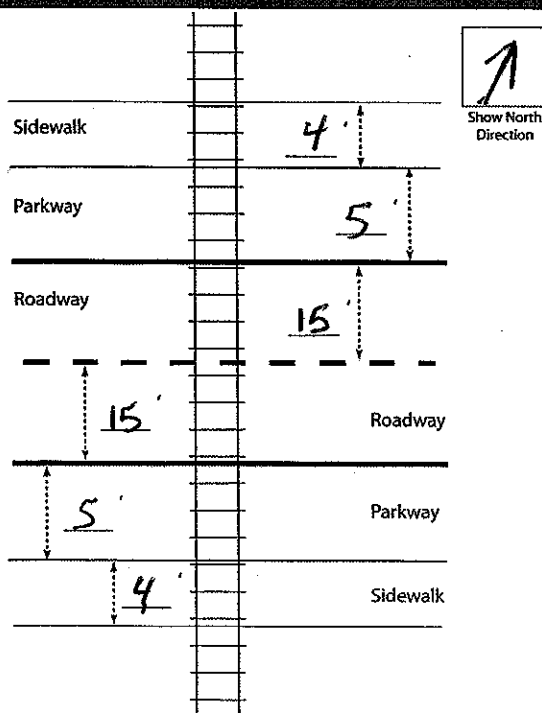 Show North
Direction
Sidewalk
4'
Parkway
5'
Roadway
15'
15'
Roadway
5'
Parkway
4'
Sidewalk